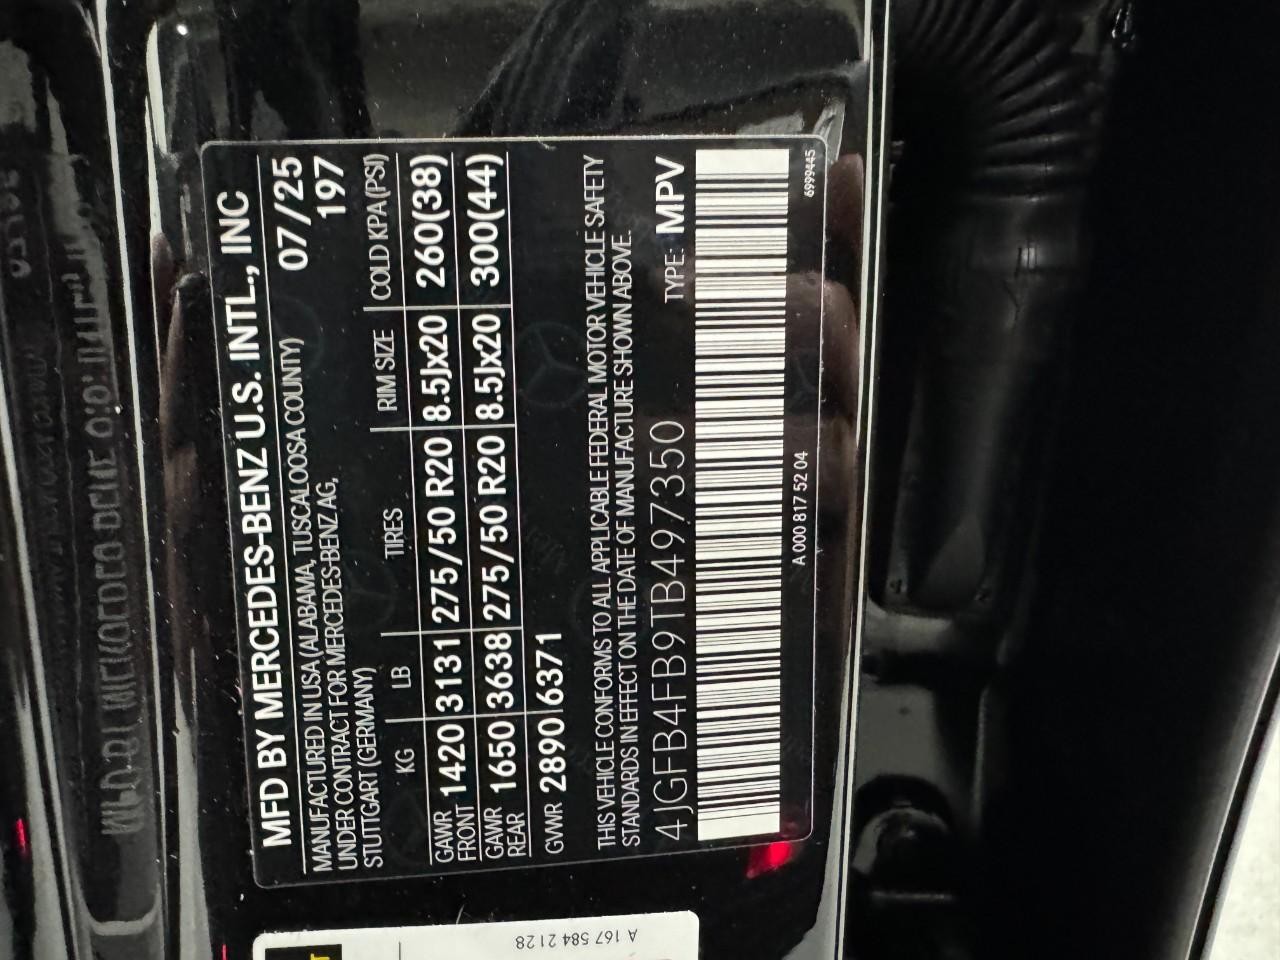 MFD BY MERCEDES-BENZ U.S. INTL., INC
MANUFACTURED IN USA (ALABAMA, TUSCALOOSA COUNTY) 07/25
UNDER CONTRACT FOR MERCEDES-BENZ AG, 197
STUTTGART (GERMANY)
KG LB TIRES RIM SIZE COLD KPA (PSI)
GAWR FRONT 1420 3131 275/50 R20 8.5Jx20 260(38)
GAWR REAR 1650 3638 275/50 R20 8.5Jx20 300(44)
GVWR 2890 6371
THIS VEHICLE CONFORMS TO ALL APPLICABLE FEDERAL MOTOR VEHICLE SAFETY
STANDARDS IN EFFECT ON THE DATE OF MANUFACTURE SHOWN ABOVE.
4JGFB4FB9TB497350 TYPE: MPV
A 000 817 52 04 6999445
A 167 584 21 28